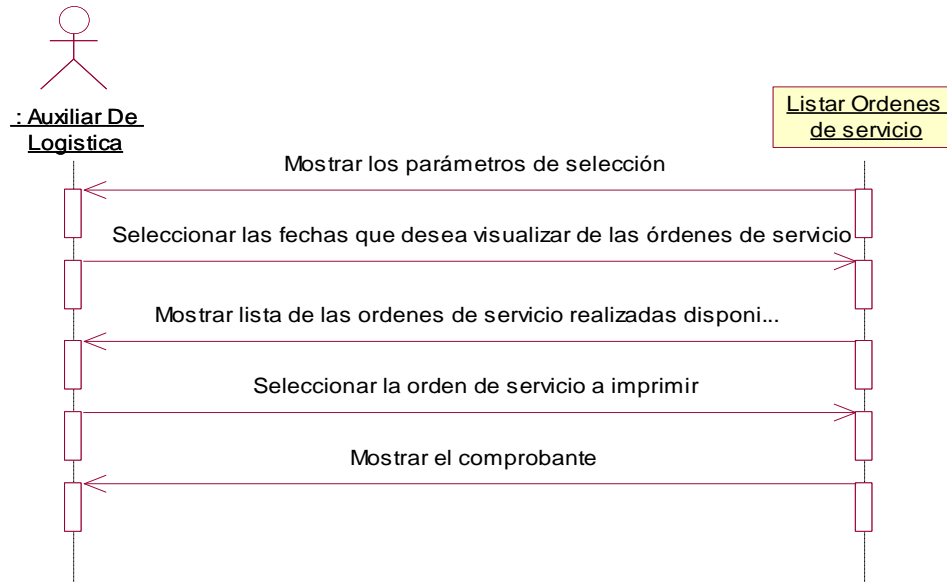 : Auxiliar De
Logistica
Listar Ordenes
de servicio
Mostrar los parámetros de selección
Seleccionar las fechas que desea visualizar de las órdenes de servicio
Mostrar lista de las ordenes de servicio realizadas disponi...
Seleccionar la orden de servicio a imprimir
Mostrar el comprobante